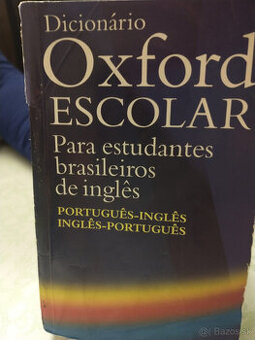 Dicionário
Oxford
ESCOLAR
Para estudantes
brasileiros
de inglês
PORTUGUÊS-INGLÊS
INGLÊS-PORTUGUÊS